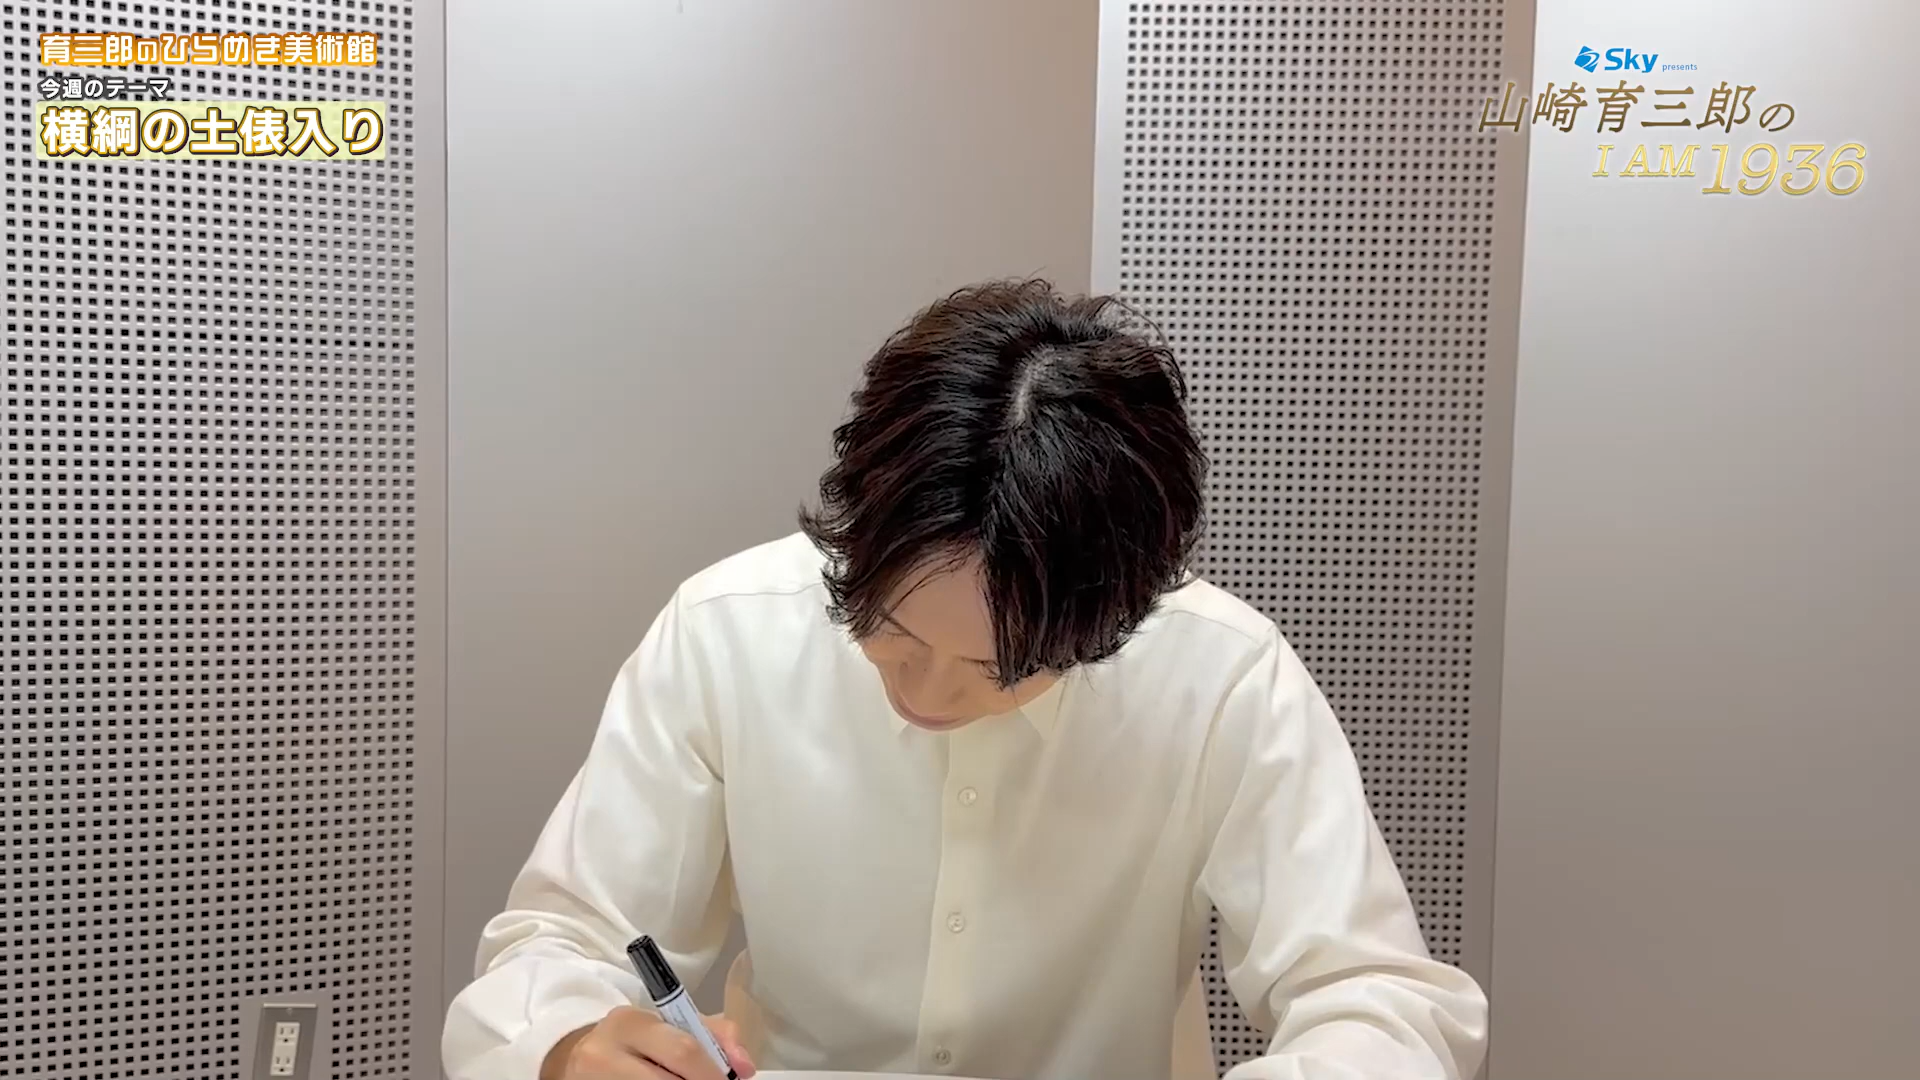 育三郎のひらめき美術館
今週のテーマ
横綱の土俵入り
Sky presents
山崎育三郎の
I AM 1936